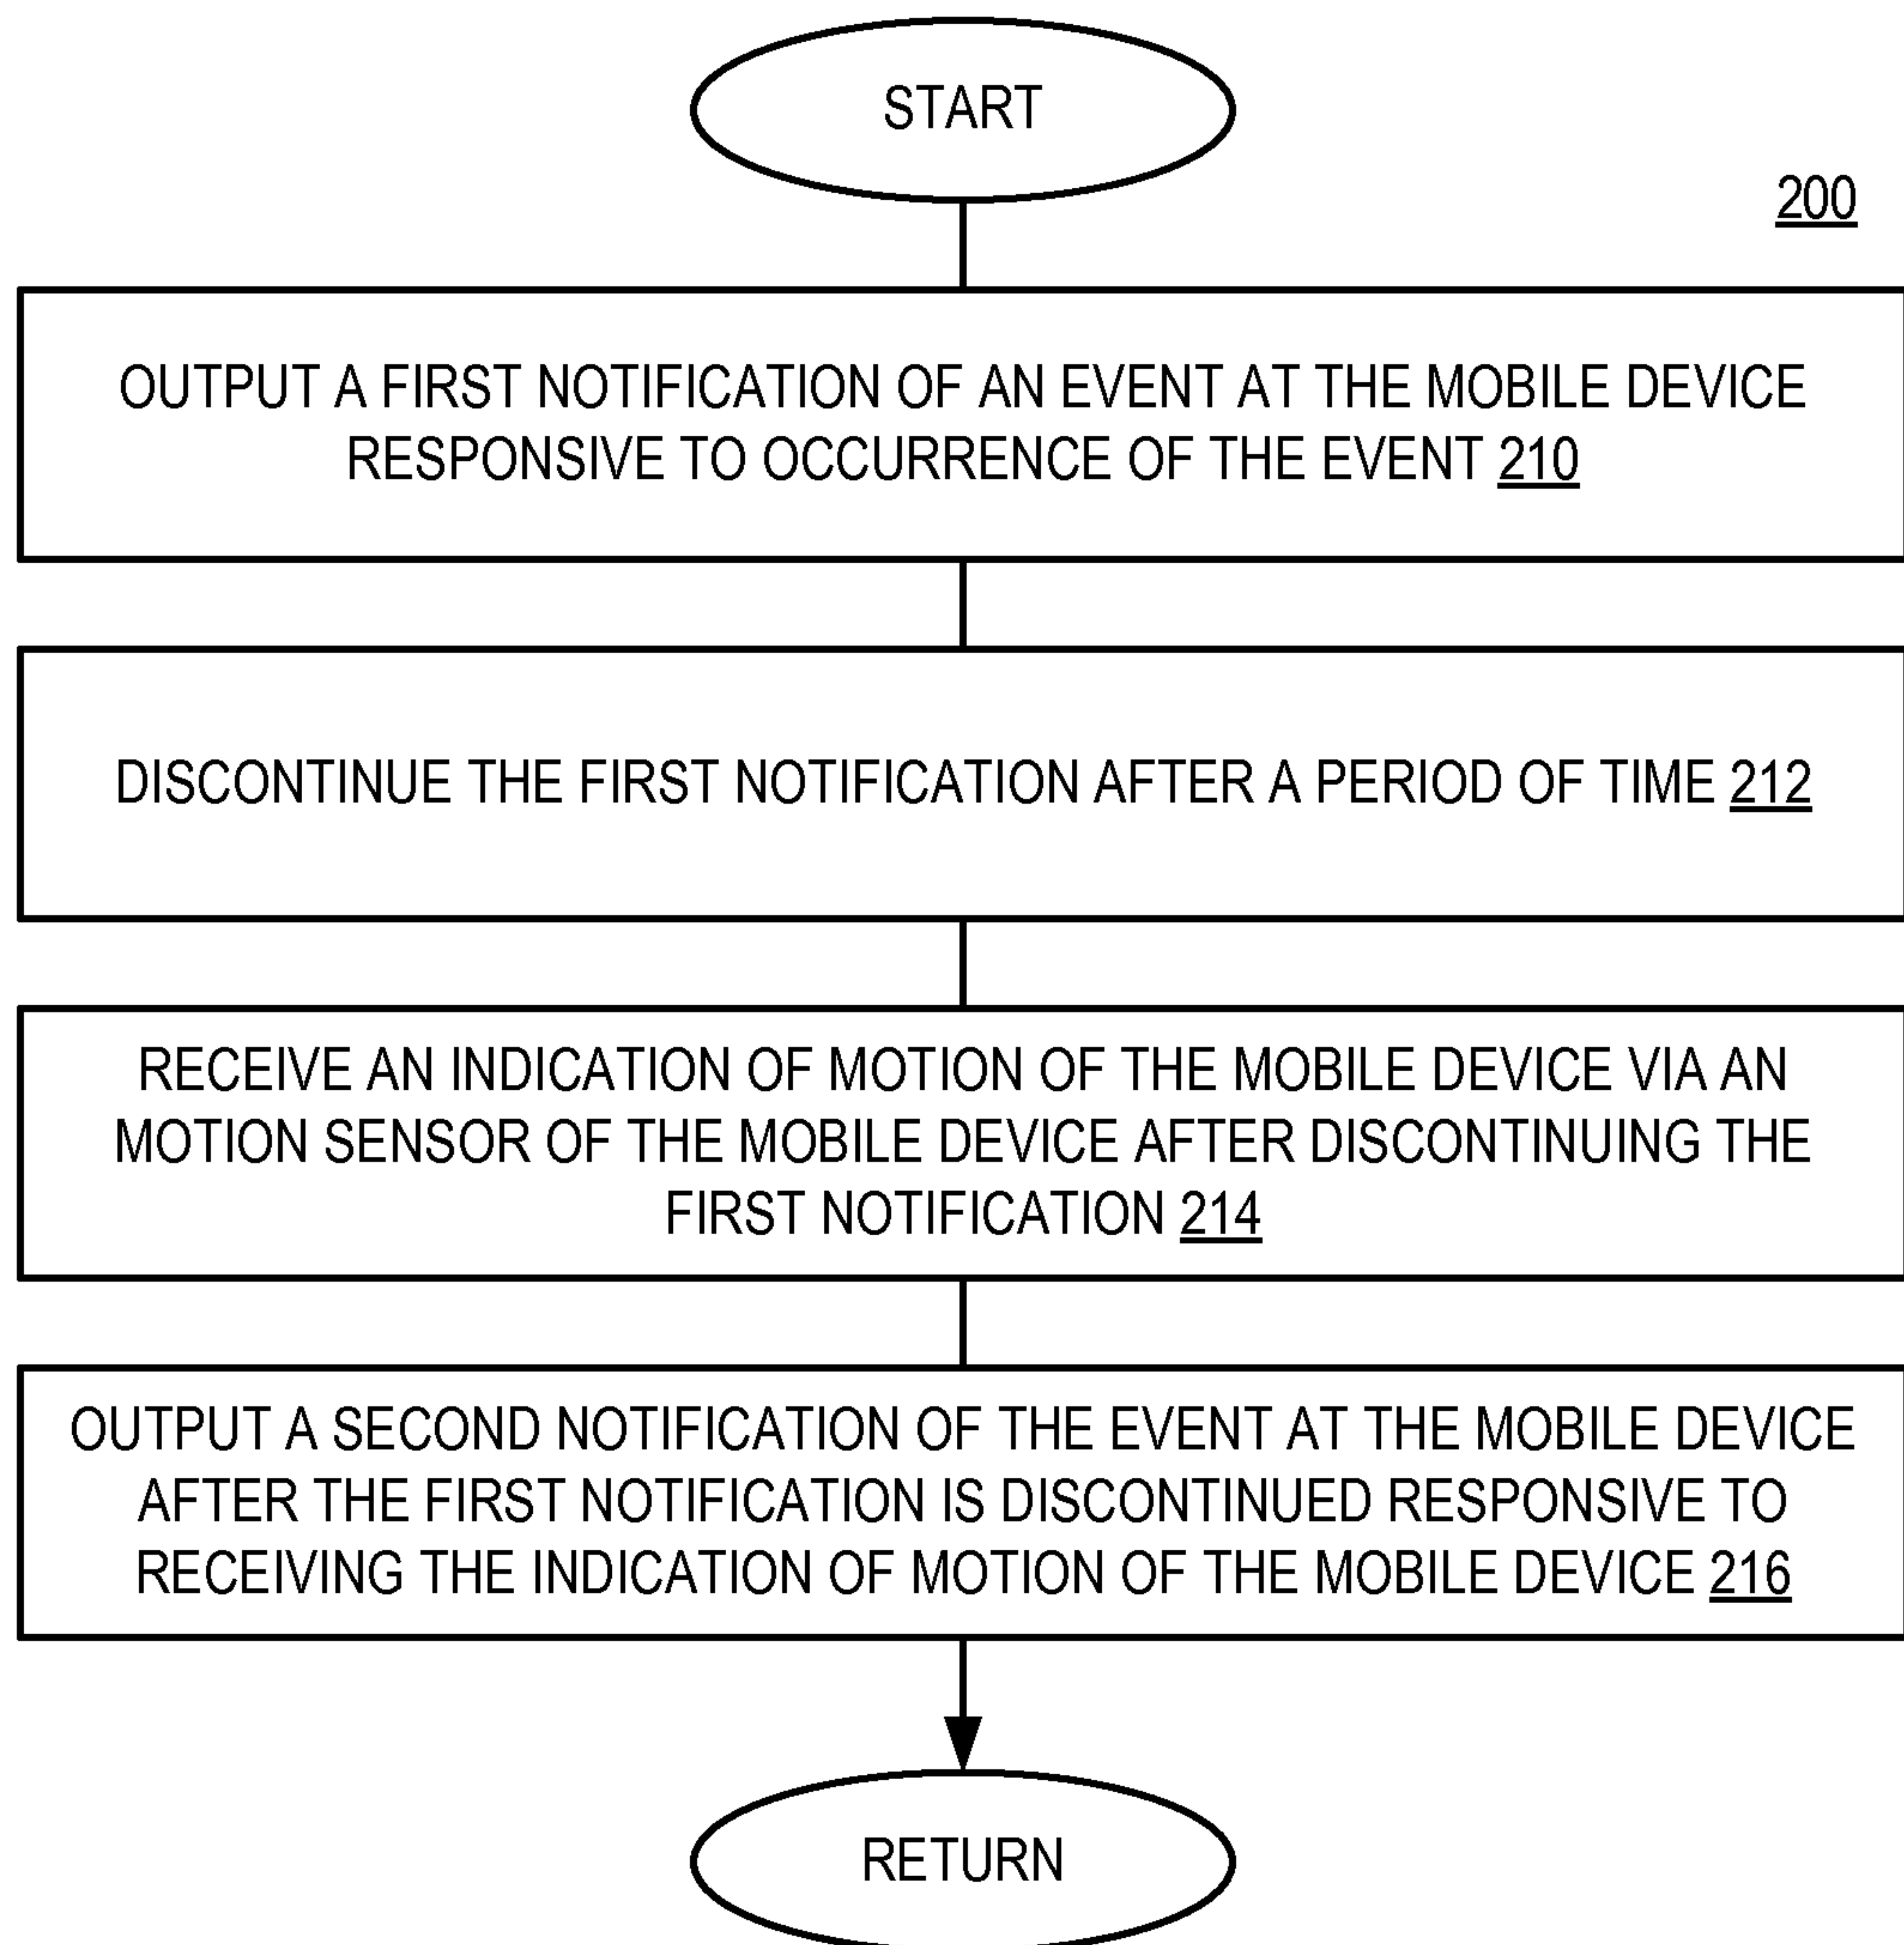 START
200
OUTPUT A FIRST NOTIFICATION OF AN EVENT AT THE MOBILE DEVICE
RESPONSIVE TO OCCURRENCE OF THE EVENT 210
DISCONTINUE THE FIRST NOTIFICATION AFTER A PERIOD OF TIME 212
RECEIVE AN INDICATION OF MOTION OF THE MOBILE DEVICE VIA AN
MOTION SENSOR OF THE MOBILE DEVICE AFTER DISCONTINUING THE
FIRST NOTIFICATION 214
OUTPUT A SECOND NOTIFICATION OF THE EVENT AT THE MOBILE DEVICE
AFTER THE FIRST NOTIFICATION IS DISCONTINUED RESPONSIVE TO
RECEIVING THE INDICATION OF MOTION OF THE MOBILE DEVICE 216
RETURN